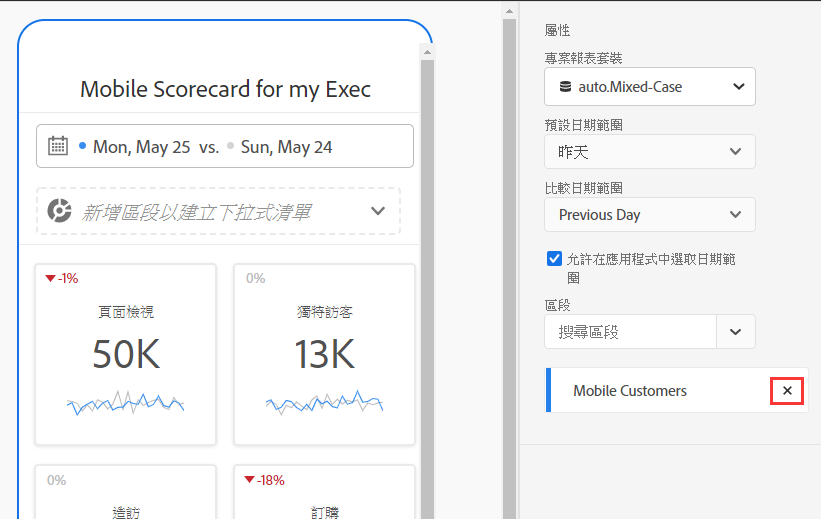 Mobile Scorecard for my Exec
Mon, May 25 vs. Sun, May 24
新增區段以建立下拉式清單
-1%
頁面檢視
50K
0%
獨特訪客
13K
0%
造訪
-18%
訂購
屬性
專案報表套裝
auto.Mixed-Case
預設日期範圍
昨天
比較日期範圍
Previous Day
允許在應用程式中選取日期範
圍
區段
搜尋區段
Mobile Customers